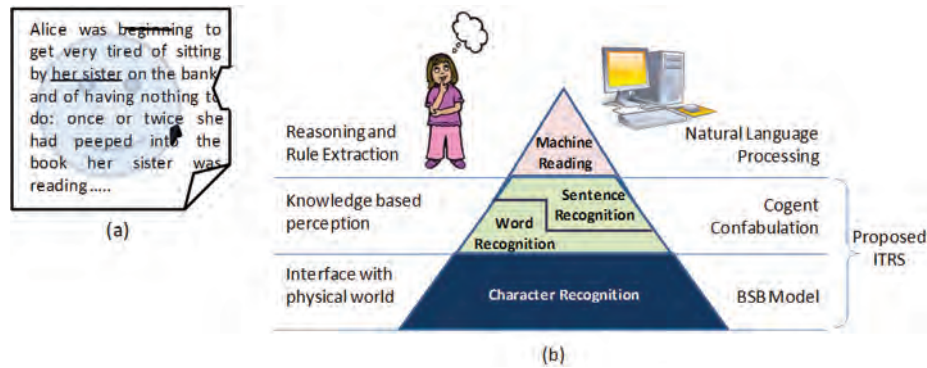 Alice was beginning to
get very tired of sitting
by her sister on the bank
and of having nothing to
do: once or twice she
had peeped into the
book her sister was
reading .....
(a)
Reasoning and
Rule Extraction
Machine
Reading
Natural Language
Processing
Knowledge based
perception
Sentence
Recognition
Word
Recognition
Cogent
Confabulation
Proposed
ITRS
Interface with
physical world
Character Recognition
BSB Model
(b)